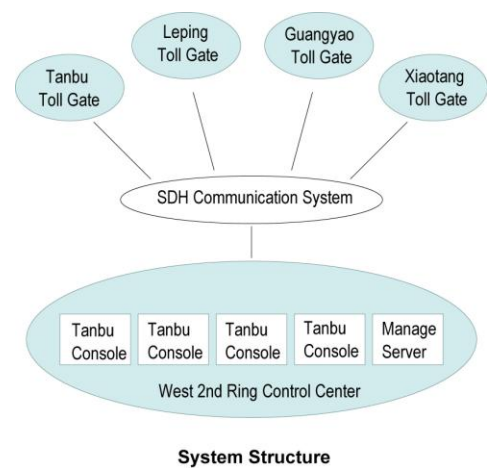 Leping
Toll Gate
Guangyao
Toll Gate
Tanbu
Toll Gate
Xiaotang
Toll Gate
SDH Communication System
Tanbu
Console
Tanbu
Console
Tanbu
Console
Tanbu
Console
Manage
Server
West 2nd Ring Control Center
System Structure